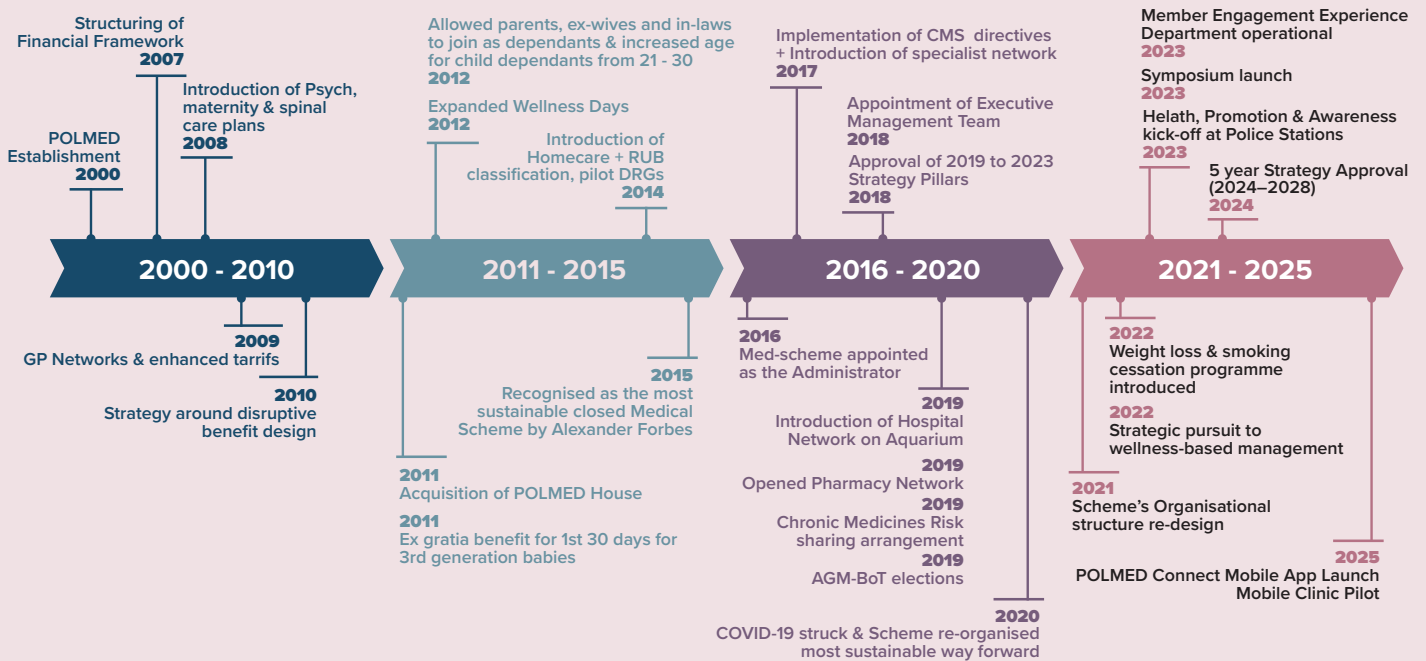 Structuring of
Financial Framework
2007
Introduction of Psych,
maternity & spinal
care plans
2008
POLMED
Establishment
2000
2000 - 2010
2009
GP Networks & enhanced tarrifs
2010
Strategy around disruptive
benefit design
Allowed parents, ex-wives and in-laws
to join as dependants & increased age
for child dependants from 21 - 30
2012
Expanded Wellness Days
2012
Introduction of
Homecare + RUB
classification, pilot DRGs
2014
2011 - 2015
2015
Recognised as the most
sustainable closed Medical
Scheme by Alexander Forbes
2011
Acquisition of POLMED House
2011
Ex gratia benefit for 1st 30 days for
3rd generation babies
Implementation of CMS directives
+ Introduction of specialist network
2017
Appointment of Executive
Management Team
2018
Approval of 2019 to 2023
Strategy Pillars
2018
2016 - 2020
2016
Med-scheme appointed
as the Administrator
2019
Introduction of Hospital
Network on Aquarium
2019
Opened Pharmacy Network
2019
Chronic Medicines Risk
sharing arrangement
2019
AGM-BoT elections
2020
COVID-19 struck & Scheme re-organised
most sustainable way forward
Member Engagement Experience
Department operational
2023
Symposium launch
2023
Helath, Promotion & Awareness
kick-off at Police Stations
2023
5 year Strategy Approval
(2024–2028)
2024
2021 - 2025
2022
Weight loss & smoking
cessation programme
introduced
2022
Strategic pursuit to
wellness-based management
2021
Scheme's Organisational
structure re-design
2025
POLMED Connect Mobile App Launch
Mobile Clinic Pilot